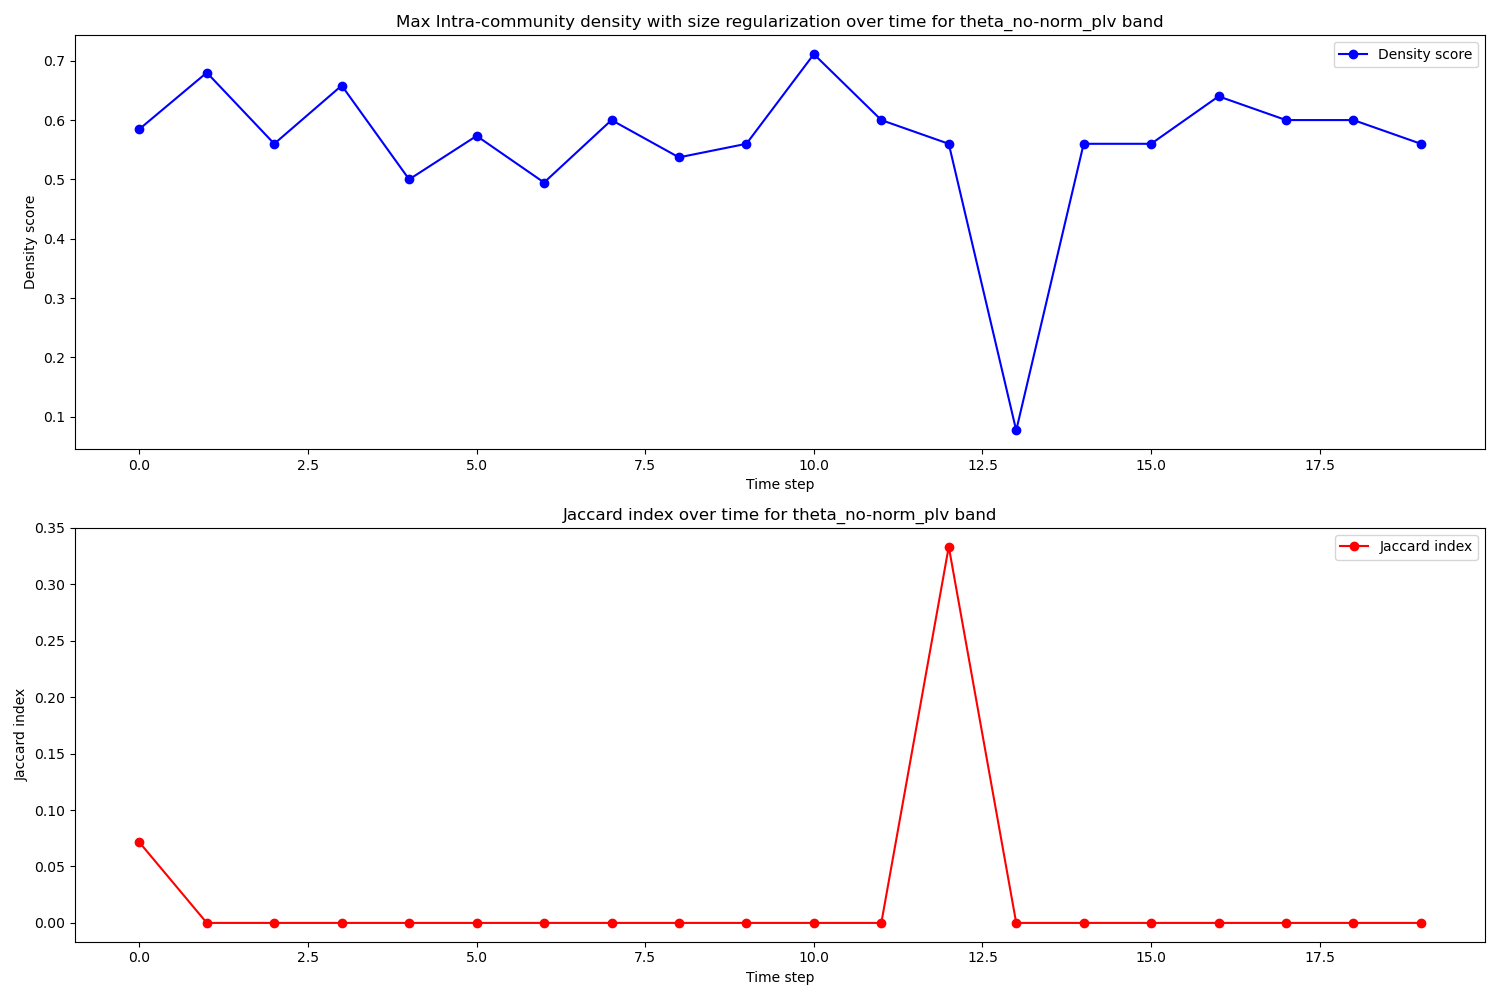 Max Intra-community density with size regularization over time for theta_no-norm_plv band
Density score
0.7
0.6
0.5
0.4
0.3
0.2
0.1
Density score
0.0 2.5 5.0 7.5 10.0 12.5 15.0 17.5
Time step
Jaccard index over time for theta_no-norm_plv band
Jaccard index
0.35
0.30
0.25
0.20
0.15
0.10
0.05
0.00
Jaccard index
0.0 2.5 5.0 7.5 10.0 12.5 15.0 17.5
Time step